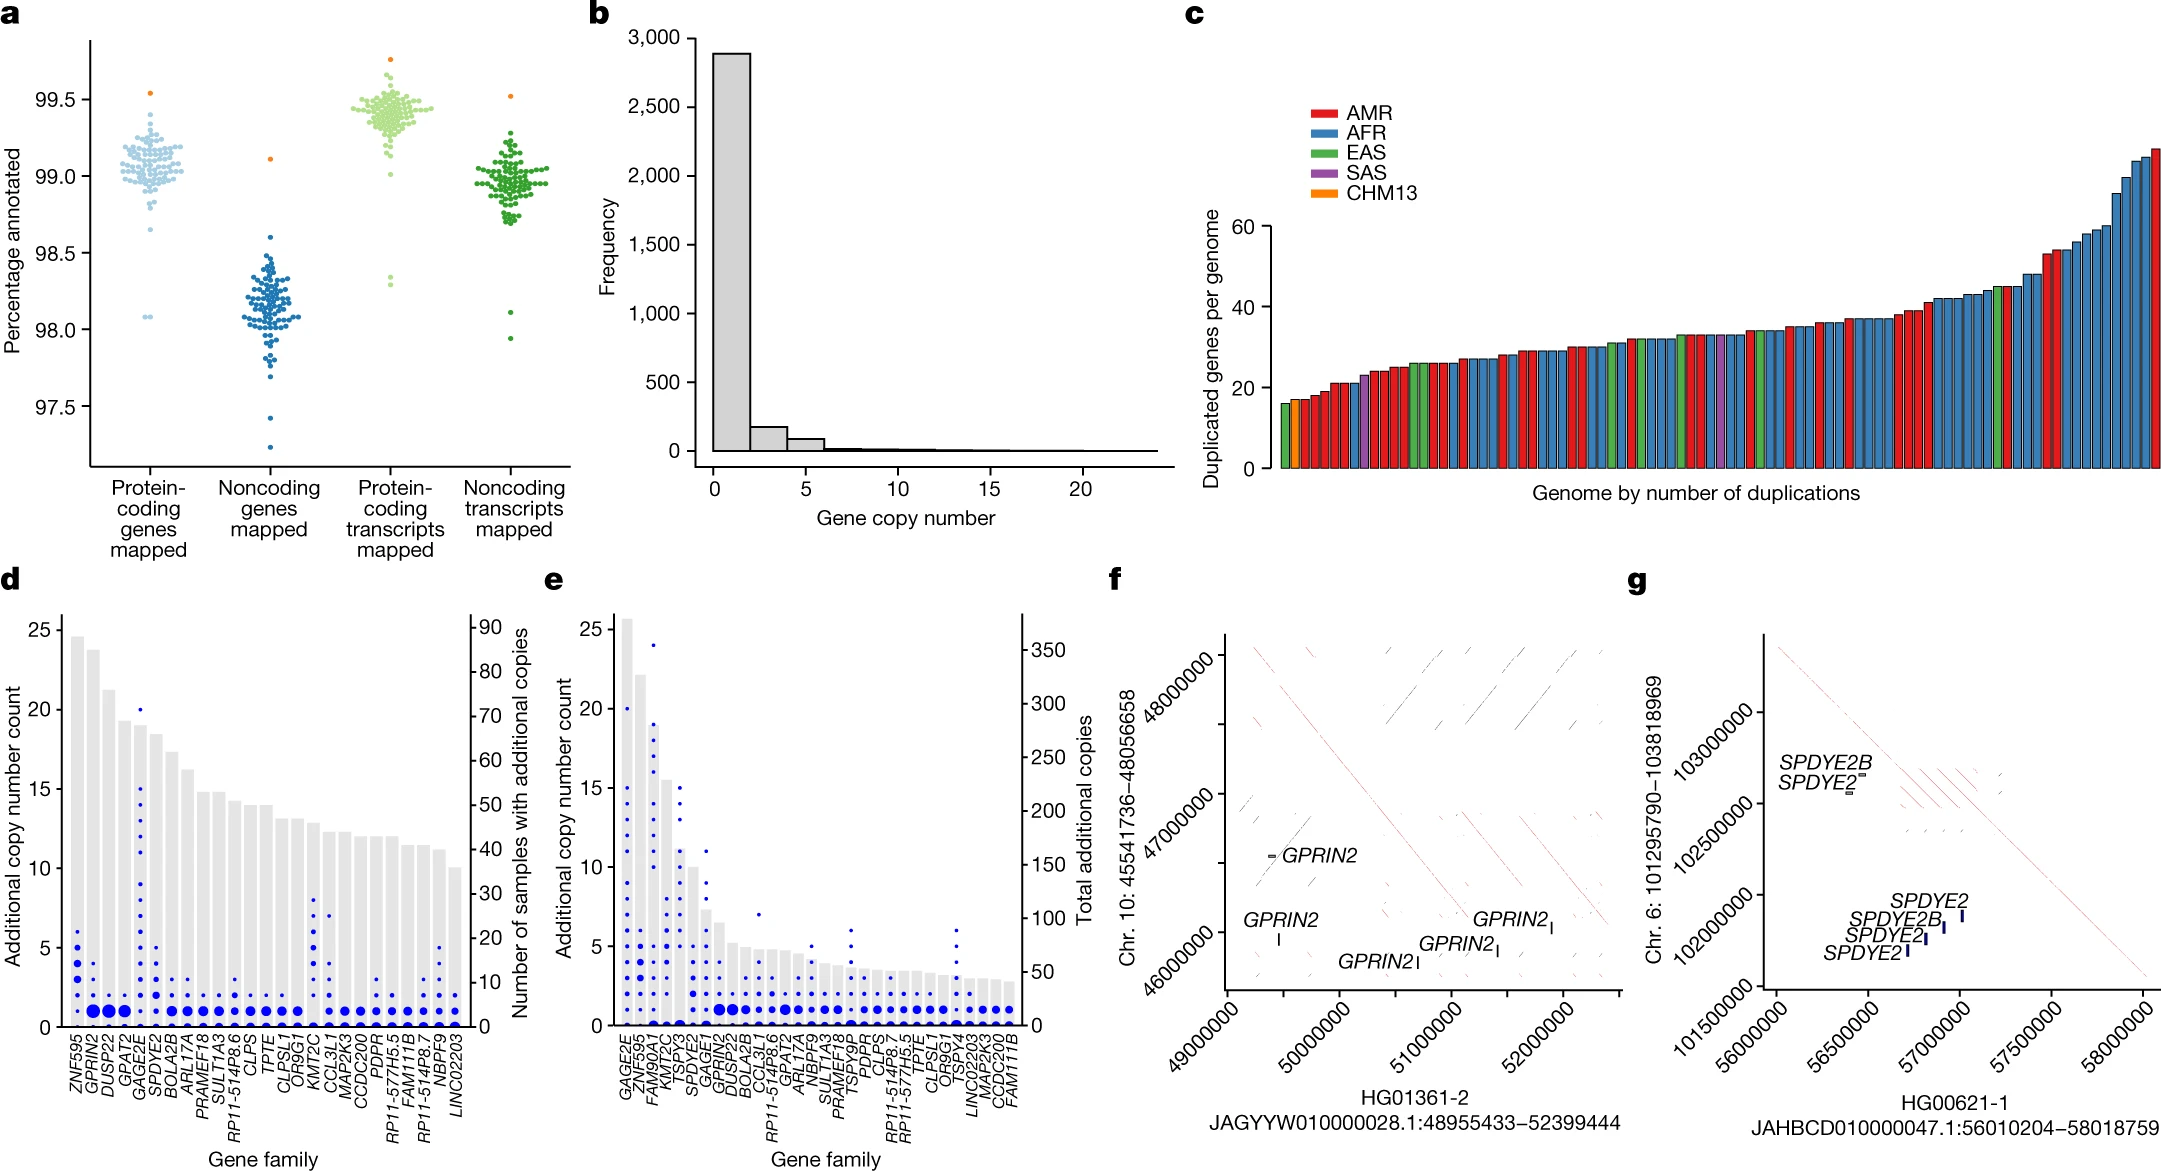 a
Percentage annotated
99.5
99.0
98.5
98.0
97.5
Protein-
coding
genes
mapped
Noncoding
genes
mapped
Protein-
coding
transcripts
mapped
Noncoding
transcripts
mapped
b
Frequency
3,000
2,500
2,000
1,500
1,000
500
0
0 5 10 15 20
Gene copy number
c
AMR
AFR
EAS
SAS
CHM13
Duplicated genes per genome
60
40
20
0
Genome by number of duplications
d
Additional copy number count
25
20
15
10
5
0
90
80
70
60
50
40
30
20
10
0
Number of samples with additional copies
ZNF595
GPRIN2
DUSP22
GPAT2
GAGE2E
SPDYE2
BOLA2B
ARL17A
PRAMEF18
SULT1A3
RP11-514P8.6
CLPS
TPTE
CLPSL1
OR9G1
KMT2C
CCL3L1
MAP2K3
CCDC200
PDPR
RP11-577H5.5
FAM111B
RP11-514P8.7
NBPF9
LINC02203
Gene family
e
Additional copy number count
25
20
15
10
5
0
350
300
250
200
150
100
50
0
Total additional copies
GAGE2E
ZNF595
FAM90A1
KMT2C
TSPY3
SPDYE2
GAGE1
GPRIN2
DUSP22
BOLA2B
CCL3L1
RP11-514P8.6
GPAT2
ARL17A
NBPF9
SULT1A3
PRAMEF18
TSPY9P
PDPR
CLPS
RP11-514P8.7
RP11-577H5.5
TPTE
CLPSL1
OR9G1
TSPY4
LINC02203
MAP2K3
CCDC200
FAM111B
Gene family
f
Chr. 10: 45541736–48056658
48000000
47000000
46000000
GPRIN2
GPRIN2
GPRIN2
GPRIN2
GPRIN2
49000000
50000000
51000000
52000000
HG01361-2
JAGYYW010000028.1:48955433–52399444
g
Chr. 6: 101295790–103818969
103000000
102500000
102000000
101500000
SPDYE2B
SPDYE2
SPDYE2
SPDYE2B
SPDYE2
SPDYE2
56000000
56500000
57000000
57500000
58000000
HG00621-1
JAHBCD010000047.1:56010204–58018759